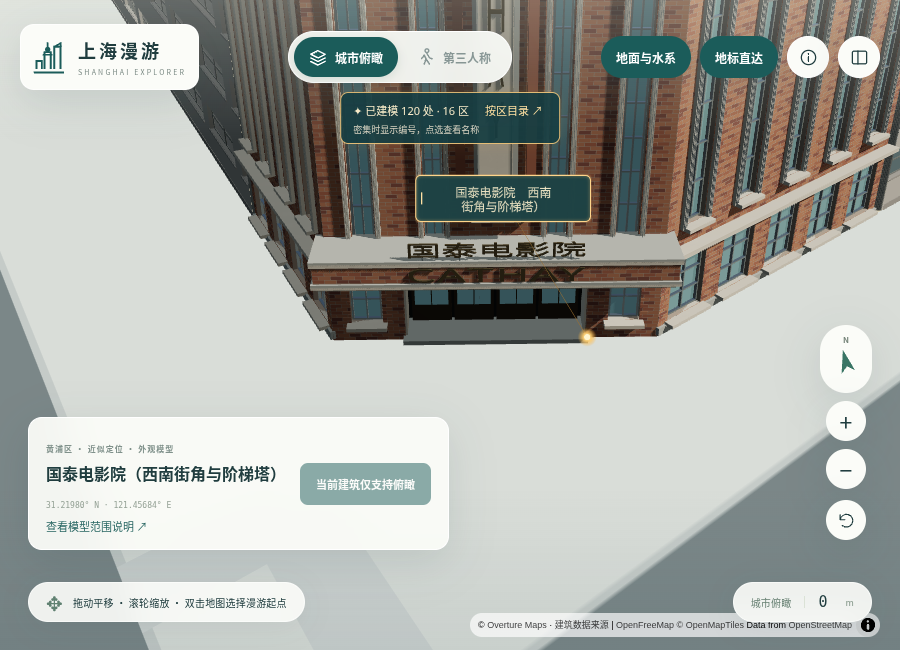 上海漫游
SHANGHAI EXPLORER
城市俯瞰
第三人称
地面与水系
地标直达
✦ 已建模 120 处 · 16 区 按区目录 ↗
密集时显示编号，点选查看名称
国泰电影院 西南
街角与阶梯塔）
国泰电影院
CATHAY
N
+
−
黄浦区 · 近似定位 · 外观模型
国泰电影院（西南街角与阶梯塔）
当前建筑仅支持俯瞰
31.21980° N · 121.45684° E
查看模型范围说明 ↗
拖动平移 · 滚轮缩放 · 双击地图选择漫游起点
城市俯瞰 0 m
© Overture Maps · 建筑数据来源 | OpenFreeMap © OpenMapTiles Data from OpenStreetMap